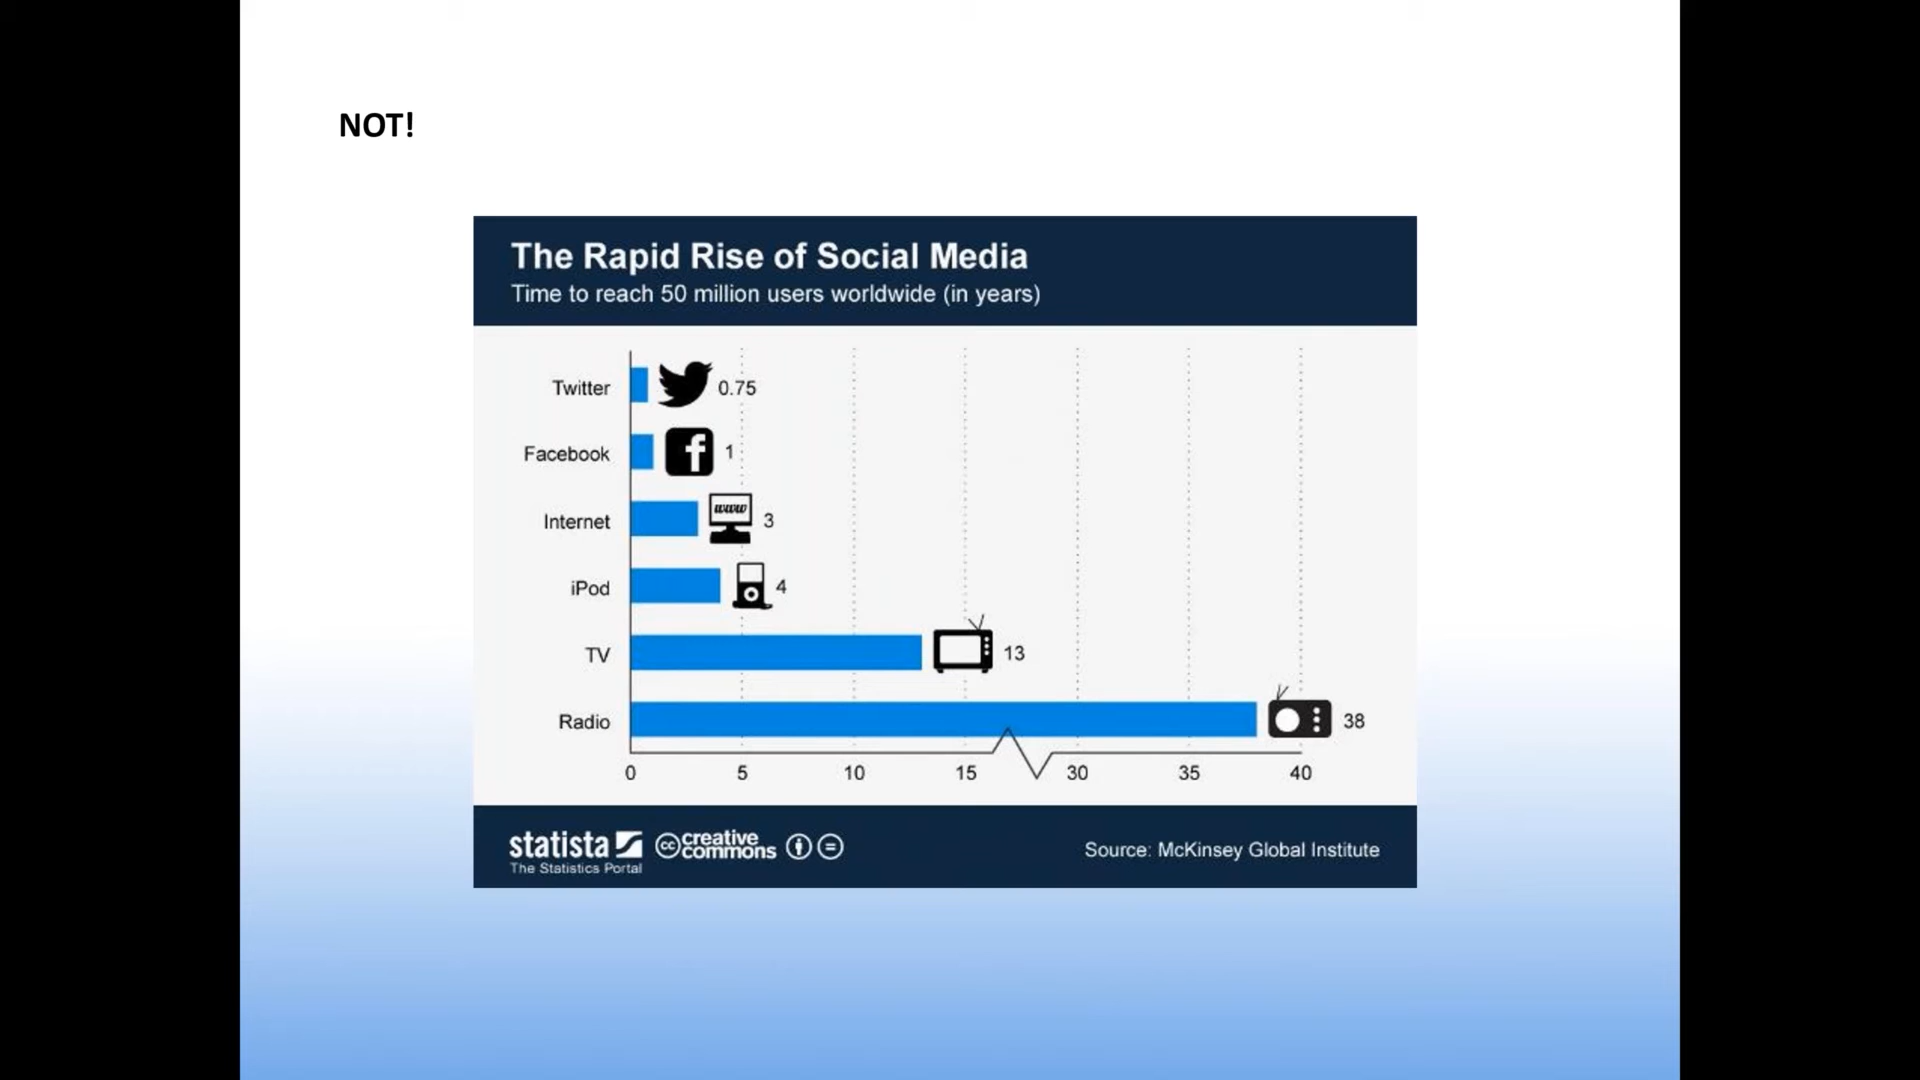 NOT!
The Rapid Rise of Social Media
Time to reach 50 million users worldwide (in years)
Twitter 0.75
Facebook f 1
Internet www 3
iPod 4
TV 13
Radio 38
0 5 10 15 30 35 40
statista cc creative commons
The Statistics Portal
Source: McKinsey Global Institute